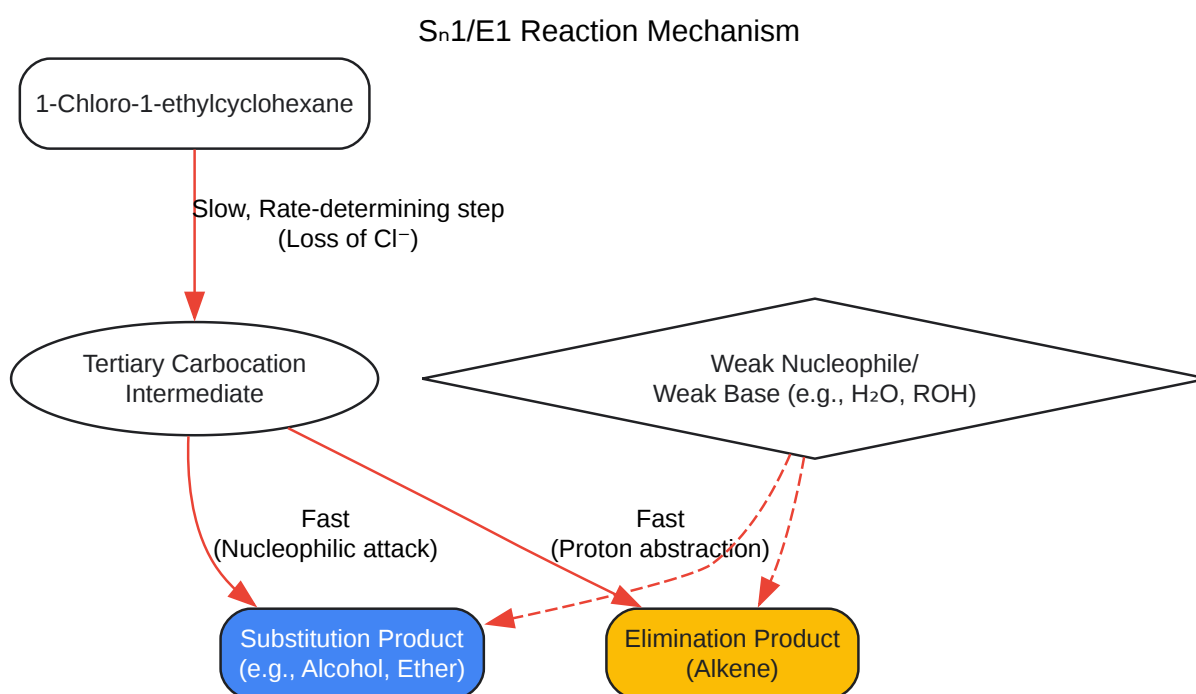 Sₙ1/E1 Reaction Mechanism
1-Chloro-1-ethylcyclohexane
Slow, Rate-determining step
(Loss of Cl⁻)
Tertiary Carbocation
Intermediate
Weak Nucleophile/
Weak Base (e.g., H₂O, ROH)
Fast
(Nucleophilic attack)
Fast
(Proton abstraction)
Substitution Product
(e.g., Alcohol, Ether)
Elimination Product
(Alkene)